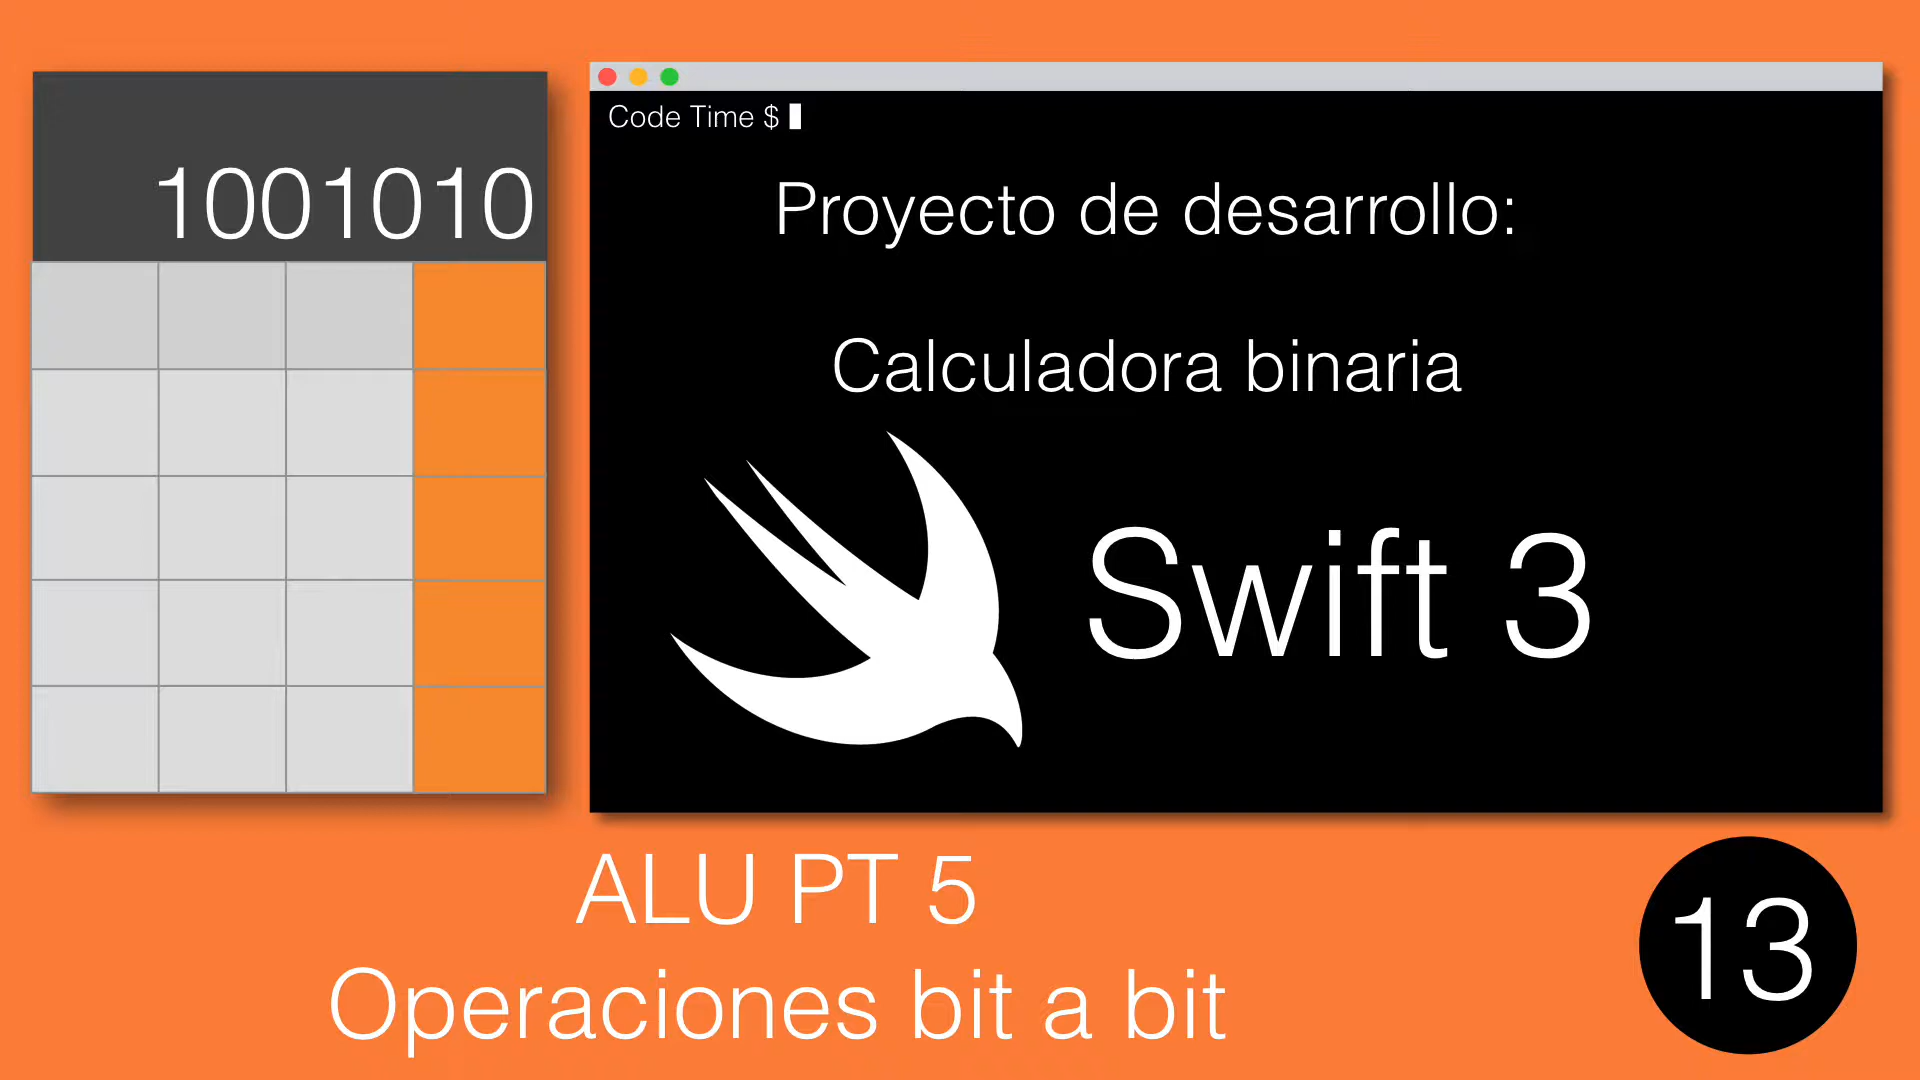 1001010
Code Time $
Proyecto de desarrollo:
Calculadora binaria
Swift 3
ALU PT 5
Operaciones bit a bit
13